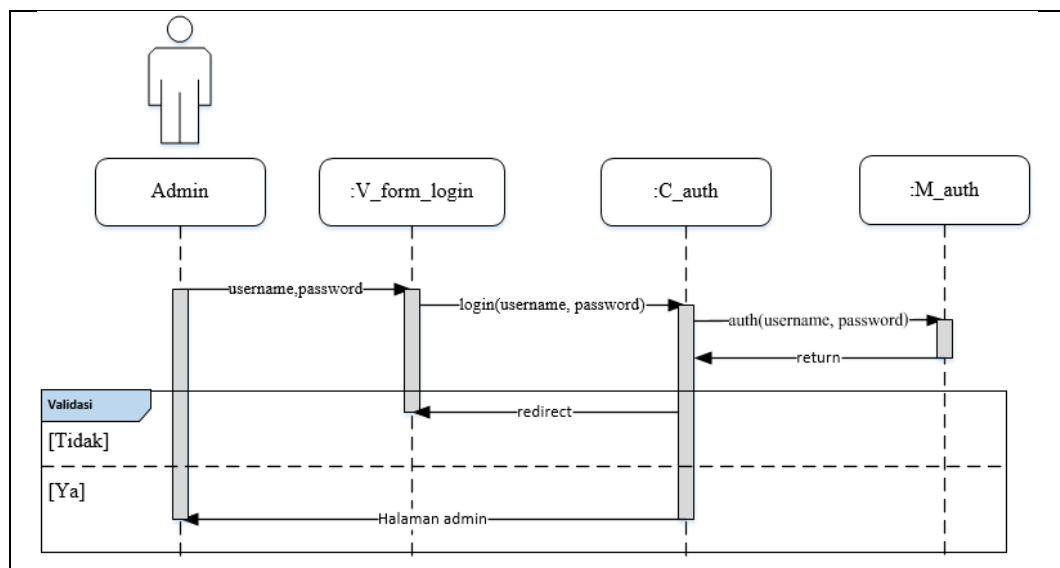 Admin
:V_form_login
:C_auth
:M_auth
username,password
login(username, password)
auth(username, password)
return
Validasi
redirect
[Tidak]
[Ya]
Halaman admin